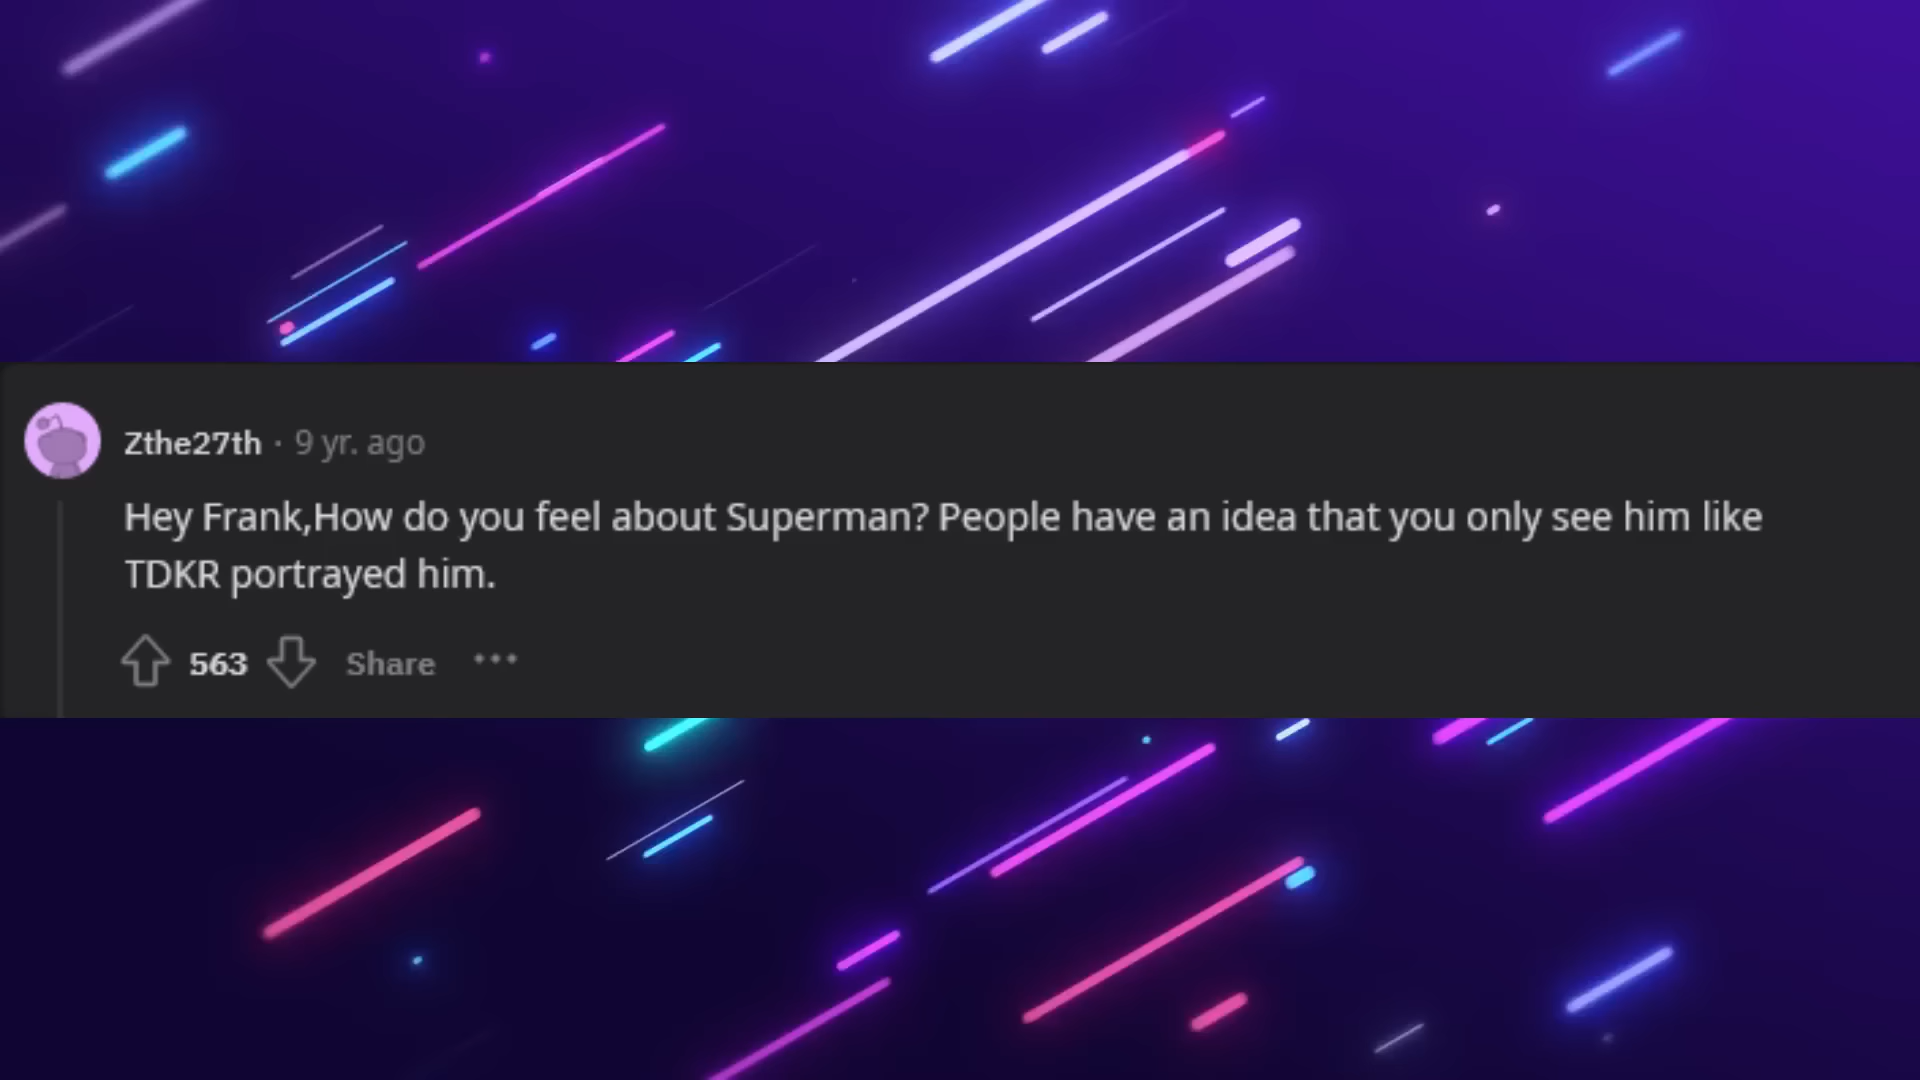 Zthe27th · 9 yr. ago
Hey Frank,How do you feel about Superman? People have an idea that you only see him like
TDKR portrayed him.
563 Share ···